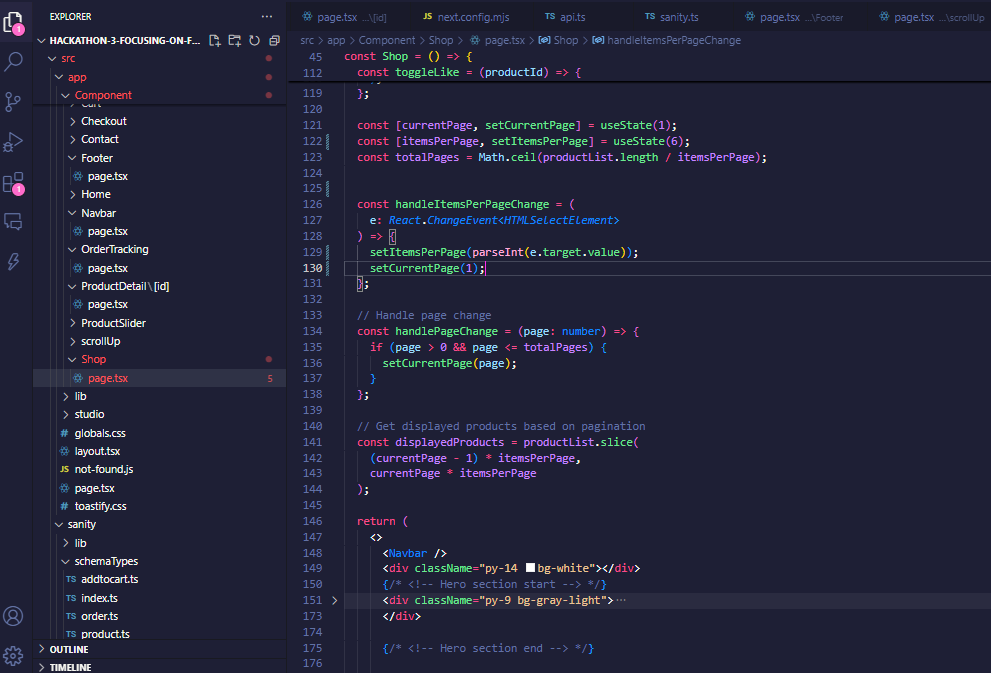 EXPLORER
HACKATHON-3-FOCUSING-ON-F...
src
app
Component
Cart
Checkout
Contact
Footer
page.tsx
Home
Navbar
page.tsx
OrderTracking
page.tsx
ProductDetail\[id]
page.tsx
ProductSlider
scrollUp
Shop
page.tsx 5
lib
studio
# globals.css
layout.tsx
JS not-found.js
page.tsx
# toastify.css
sanity
lib
schemaTypes
TS addtocart.ts
TS index.ts
TS order.ts
TS product.ts
OUTLINE
TIMELINE
1
1
page.tsx ...\[id] JS next.config.mjs TS api.ts TS sanity.ts page.tsx ...\Footer page.tsx ...\scrollUp
src > app > Component > Shop > page.tsx > Shop > handleItemsPerPageChange
45 const Shop = () => {
112 const toggleLike = (productId) => {
119 };
120
121 const [currentPage, setCurrentPage] = useState(1);
122 const [itemsPerPage, setItemsPerPage] = useState(6);
123 const totalPages = Math.ceil(productList.length / itemsPerPage);
124
125
126 const handleItemsPerPageChange = (
127 e: React.ChangeEvent<HTMLSelectElement>
128 ) => {
129 setItemsPerPage(parseInt(e.target.value));
130 setCurrentPage(1);
131 };
132
133 // Handle page change
134 const handlePageChange = (page: number) => {
135 if (page > 0 && page <= totalPages) {
136 setCurrentPage(page);
137 }
138 };
139
140 // Get displayed products based on pagination
141 const displayedProducts = productList.slice(
142 (currentPage - 1) * itemsPerPage,
143 currentPage * itemsPerPage
144 );
145
146 return (
147 <>
148 <Navbar />
149 <div className="py-14 bg-white"></div>
150 {/* <!-- Hero section start --> */}
151 <div className="py-9 bg-gray-light">…
173 </div>
174
175 {/* <!-- Hero section end --> */}
176